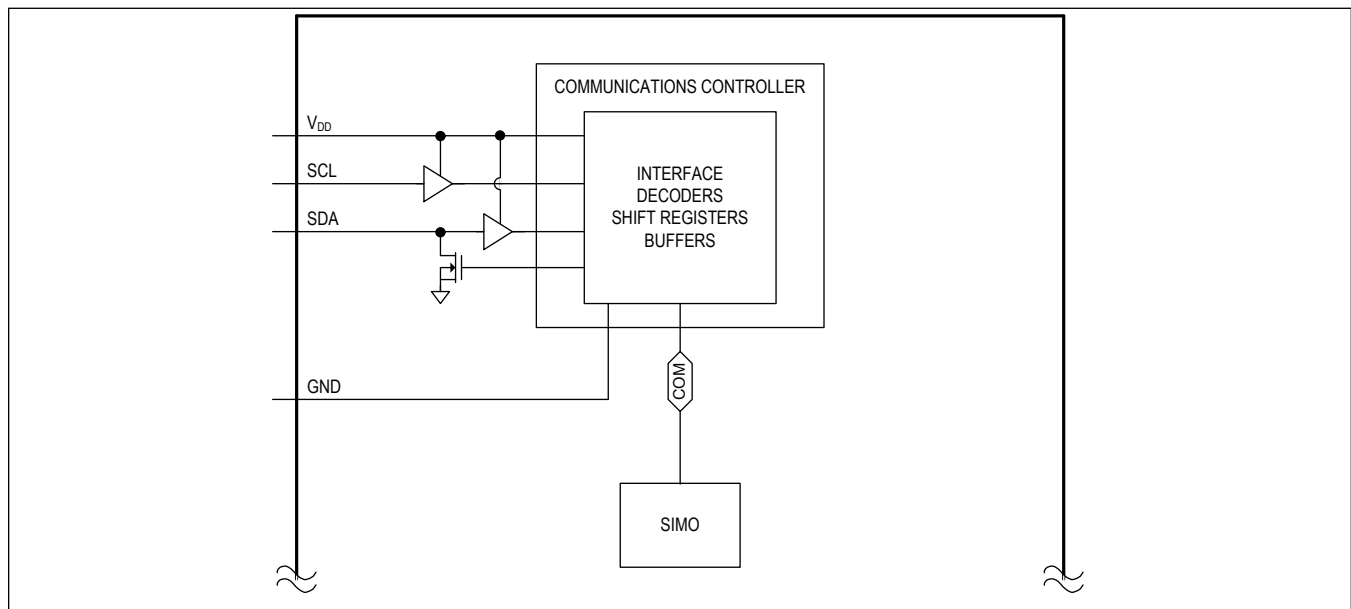 COMMUNICATIONS CONTROLLER
VDD
SCL
SDA
INTERFACE
DECODERS
SHIFT REGISTERS
BUFFERS
GND
COM
SIMO